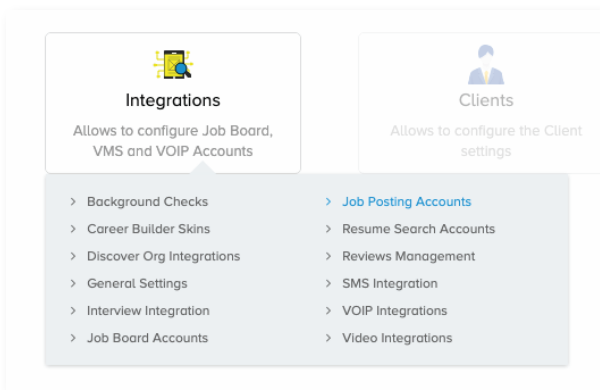 Integrations
Allows to configure Job Board,
VMS and VOIP Accounts
Clients
Allows to configure the Client
settings
> Background Checks
> Career Builder Skins
> Discover Org Integrations
> General Settings
> Interview Integration
> Job Board Accounts
> Job Posting Accounts
> Resume Search Accounts
> Reviews Management
> SMS Integration
> VOIP Integrations
> Video Integrations